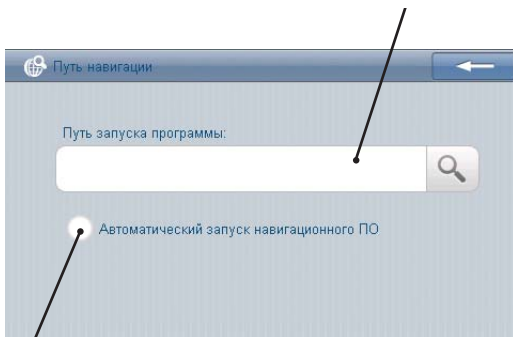 Путь навигации
Путь запуска программы:
Автоматический запуск навигационного ПО